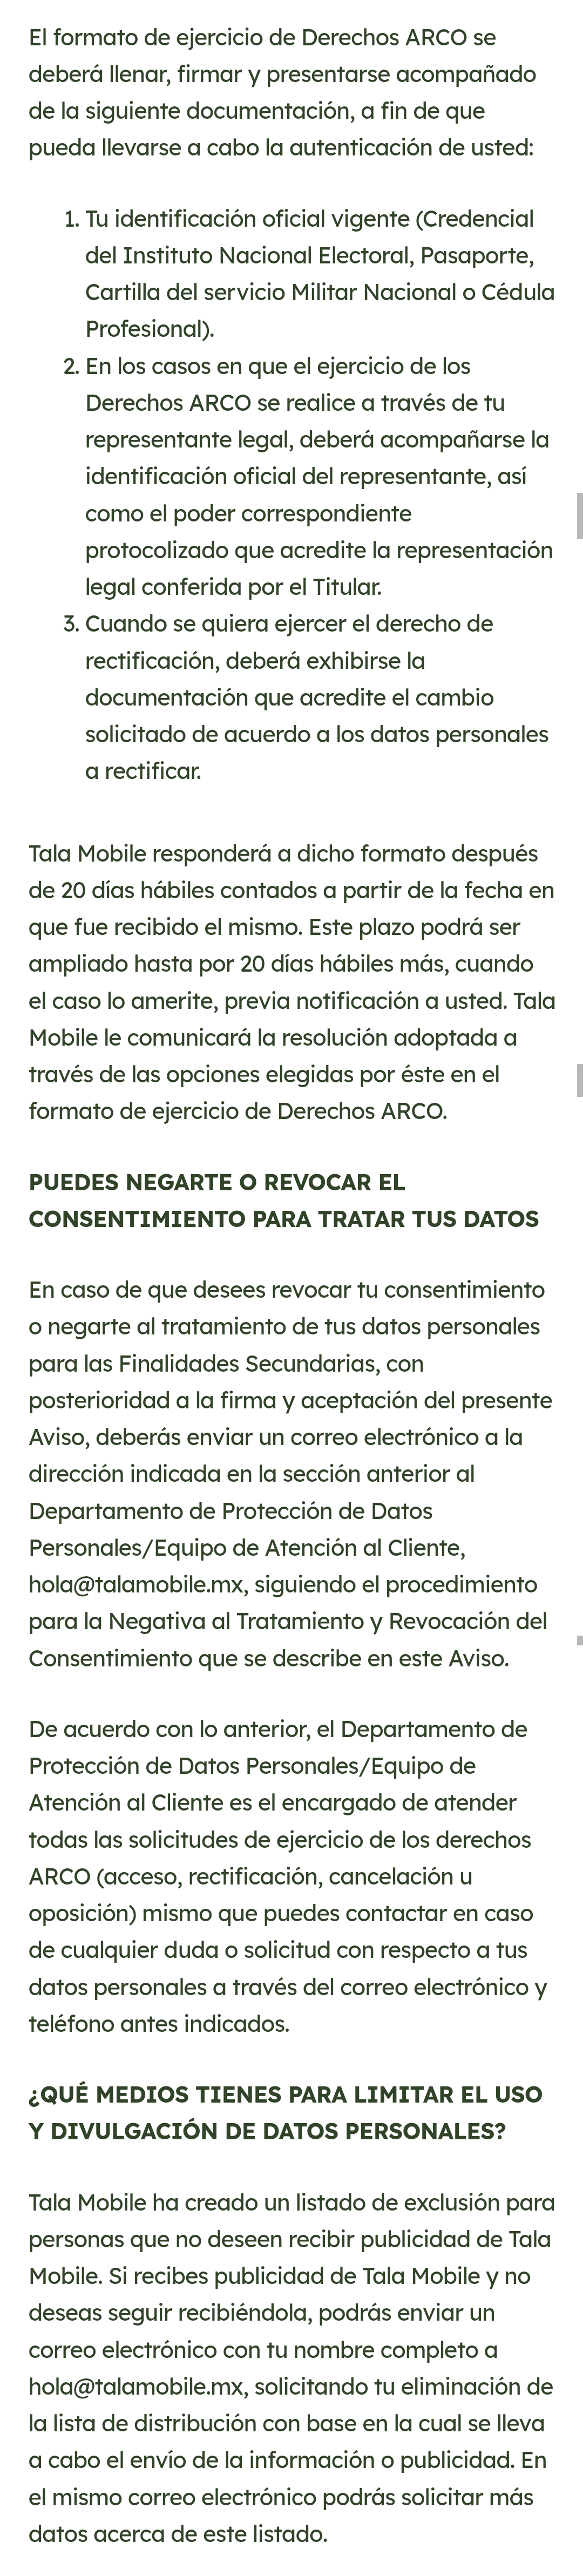 El formato de ejercicio de Derechos ARCO se
deberá llenar, firmar y presentarse acompañado
de la siguiente documentación, a fin de que
pueda llevarse a cabo la autenticación de usted:
1. Tu identificación oficial vigente (Credencial
del Instituto Nacional Electoral, Pasaporte,
Cartilla del servicio Militar Nacional o Cédula
Profesional).
2. En los casos en que el ejercicio de los
Derechos ARCO se realice a través de tu
representante legal, deberá acompañarse la
identificación oficial del representante, así
como el poder correspondiente
protocolizado que acredite la representación
legal conferida por el Titular.
3. Cuando se quiera ejercer el derecho de
rectificación, deberá exhibirse la
documentación que acredite el cambio
solicitado de acuerdo a los datos personales
a rectificar.
Tala Mobile responderá a dicho formato después
de 20 días hábiles contados a partir de la fecha en
que fue recibido el mismo. Este plazo podrá ser
ampliado hasta por 20 días hábiles más, cuando
el caso lo amerite, previa notificación a usted. Tala
Mobile le comunicará la resolución adoptada a
través de las opciones elegidas por éste en el
formato de ejercicio de Derechos ARCO.
PUEDES NEGARTE O REVOCAR EL
CONSENTIMIENTO PARA TRATAR TUS DATOS
En caso de que desees revocar tu consentimiento
o negarte al tratamiento de tus datos personales
para las Finalidades Secundarias, con
posterioridad a la firma y aceptación del presente
Aviso, deberás enviar un correo electrónico a la
dirección indicada en la sección anterior al
Departamento de Protección de Datos
Personales/Equipo de Atención al Cliente,
hola@talamobile.mx, siguiendo el procedimiento
para la Negativa al Tratamiento y Revocación del
Consentimiento que se describe en este Aviso.
De acuerdo con lo anterior, el Departamento de
Protección de Datos Personales/Equipo de
Atención al Cliente es el encargado de atender
todas las solicitudes de ejercicio de los derechos
ARCO (acceso, rectificación, cancelación u
oposición) mismo que puedes contactar en caso
de cualquier duda o solicitud con respecto a tus
datos personales a través del correo electrónico y
teléfono antes indicados.
¿QUÉ MEDIOS TIENES PARA LIMITAR EL USO
Y DIVULGACIÓN DE DATOS PERSONALES?
Tala Mobile ha creado un listado de exclusión para
personas que no deseen recibir publicidad de Tala
Mobile. Si recibes publicidad de Tala Mobile y no
deseas seguir recibiéndola, podrás enviar un
correo electrónico con tu nombre completo a
hola@talamobile.mx, solicitando tu eliminación de
la lista de distribución con base en la cual se lleva
a cabo el envío de la información o publicidad. En
el mismo correo electrónico podrás solicitar más
datos acerca de este listado.